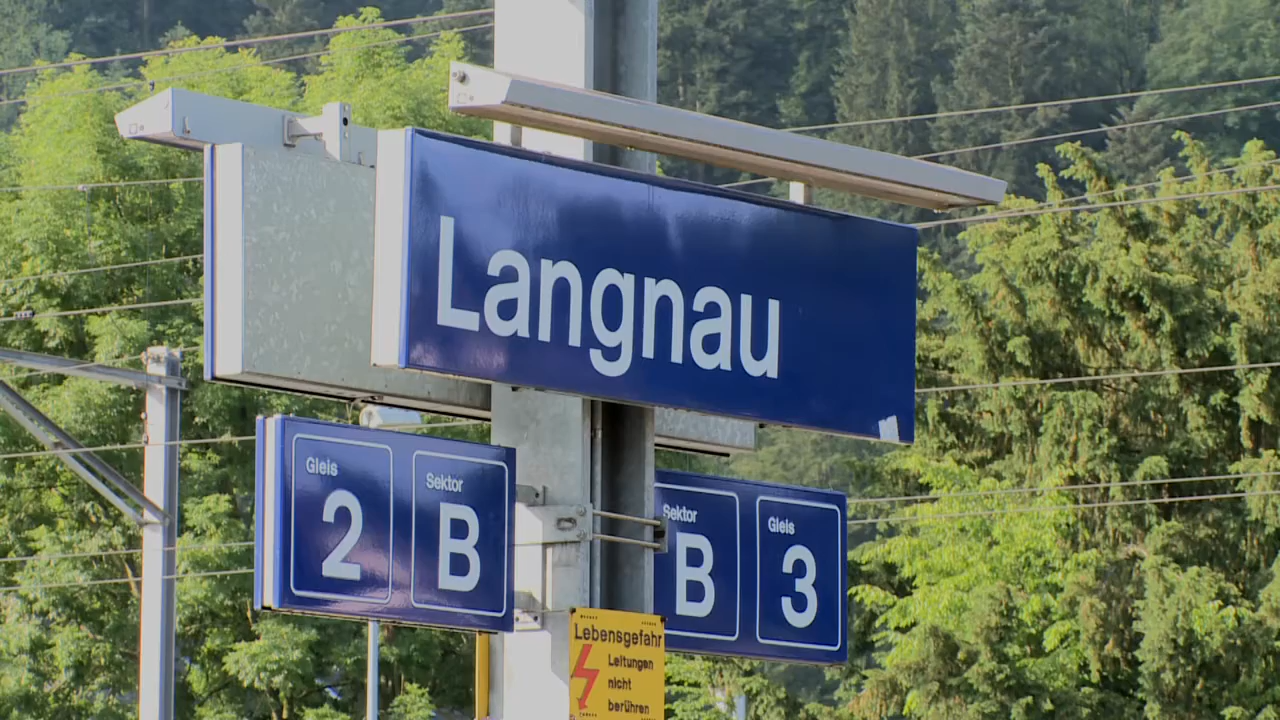 Langnau
Gleis
2
Sektor
B
Sektor
B
Gleis
3
Lebensgefahr
Leitungen
nicht
berühren